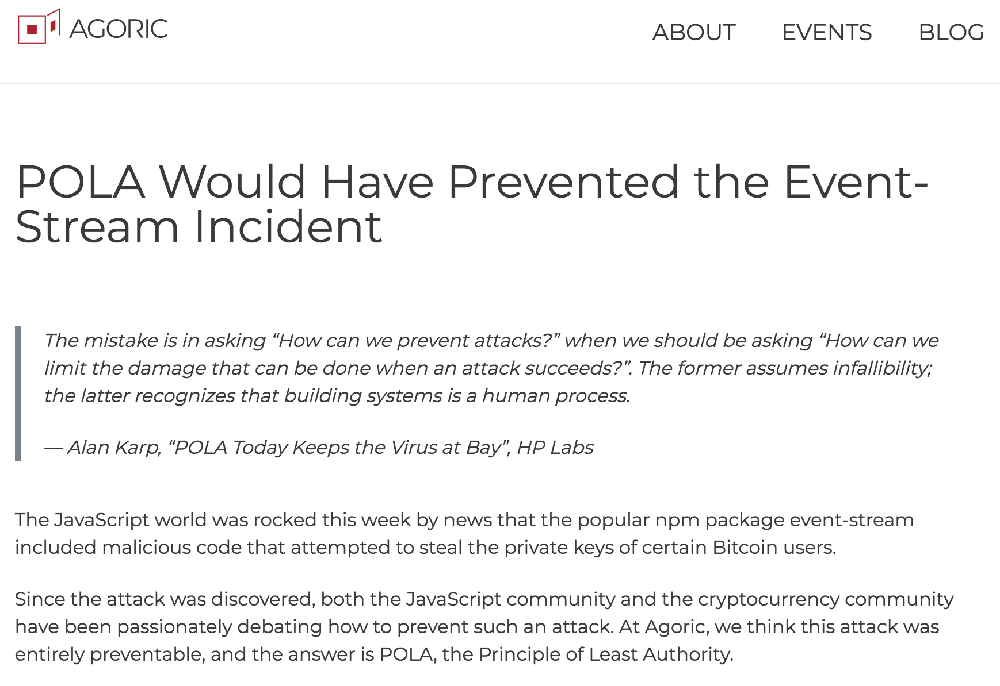 AGORIC
ABOUT EVENTS BLOG
POLA Would Have Prevented the Event-
Stream Incident
The mistake is in asking “How can we prevent attacks?” when we should be asking “How can we
limit the damage that can be done when an attack succeeds?”. The former assumes infallibility;
the latter recognizes that building systems is a human process.
— Alan Karp, “POLA Today Keeps the Virus at Bay”, HP Labs
The JavaScript world was rocked this week by news that the popular npm package event-stream
included malicious code that attempted to steal the private keys of certain Bitcoin users.
Since the attack was discovered, both the JavaScript community and the cryptocurrency community
have been passionately debating how to prevent such an attack. At Agoric, we think this attack was
entirely preventable, and the answer is POLA, the Principle of Least Authority.